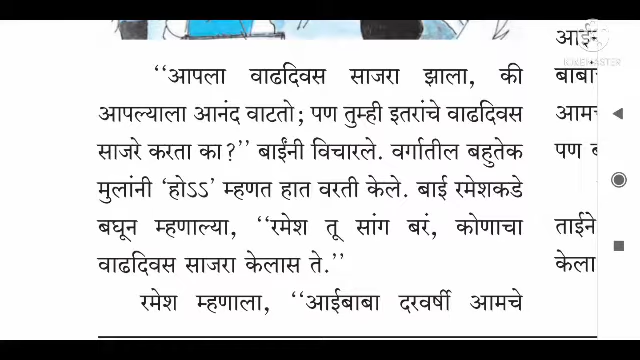 ‘‘आपला वाढदिवस साजरा झाला, की
आपल्याला आनंद वाटतो; पण तुम्ही इतरांचे वाढदिवस
साजरे करता का?’’ बाईंनी विचारले. वर्गातील बहुतेक
मुलांनी ‘होऽऽ’ म्हणत हात वरती केले. बाई रमेशकडे
बघून म्हणाल्या, ‘‘रमेश तू सांग बरं, कोणाचा
वाढदिवस साजरा केलास ते.’’
रमेश म्हणाला, ‘‘आईबाबा दरवर्षी आमचे
आमच
पण ब
ताईने
केला
KINEMASTER